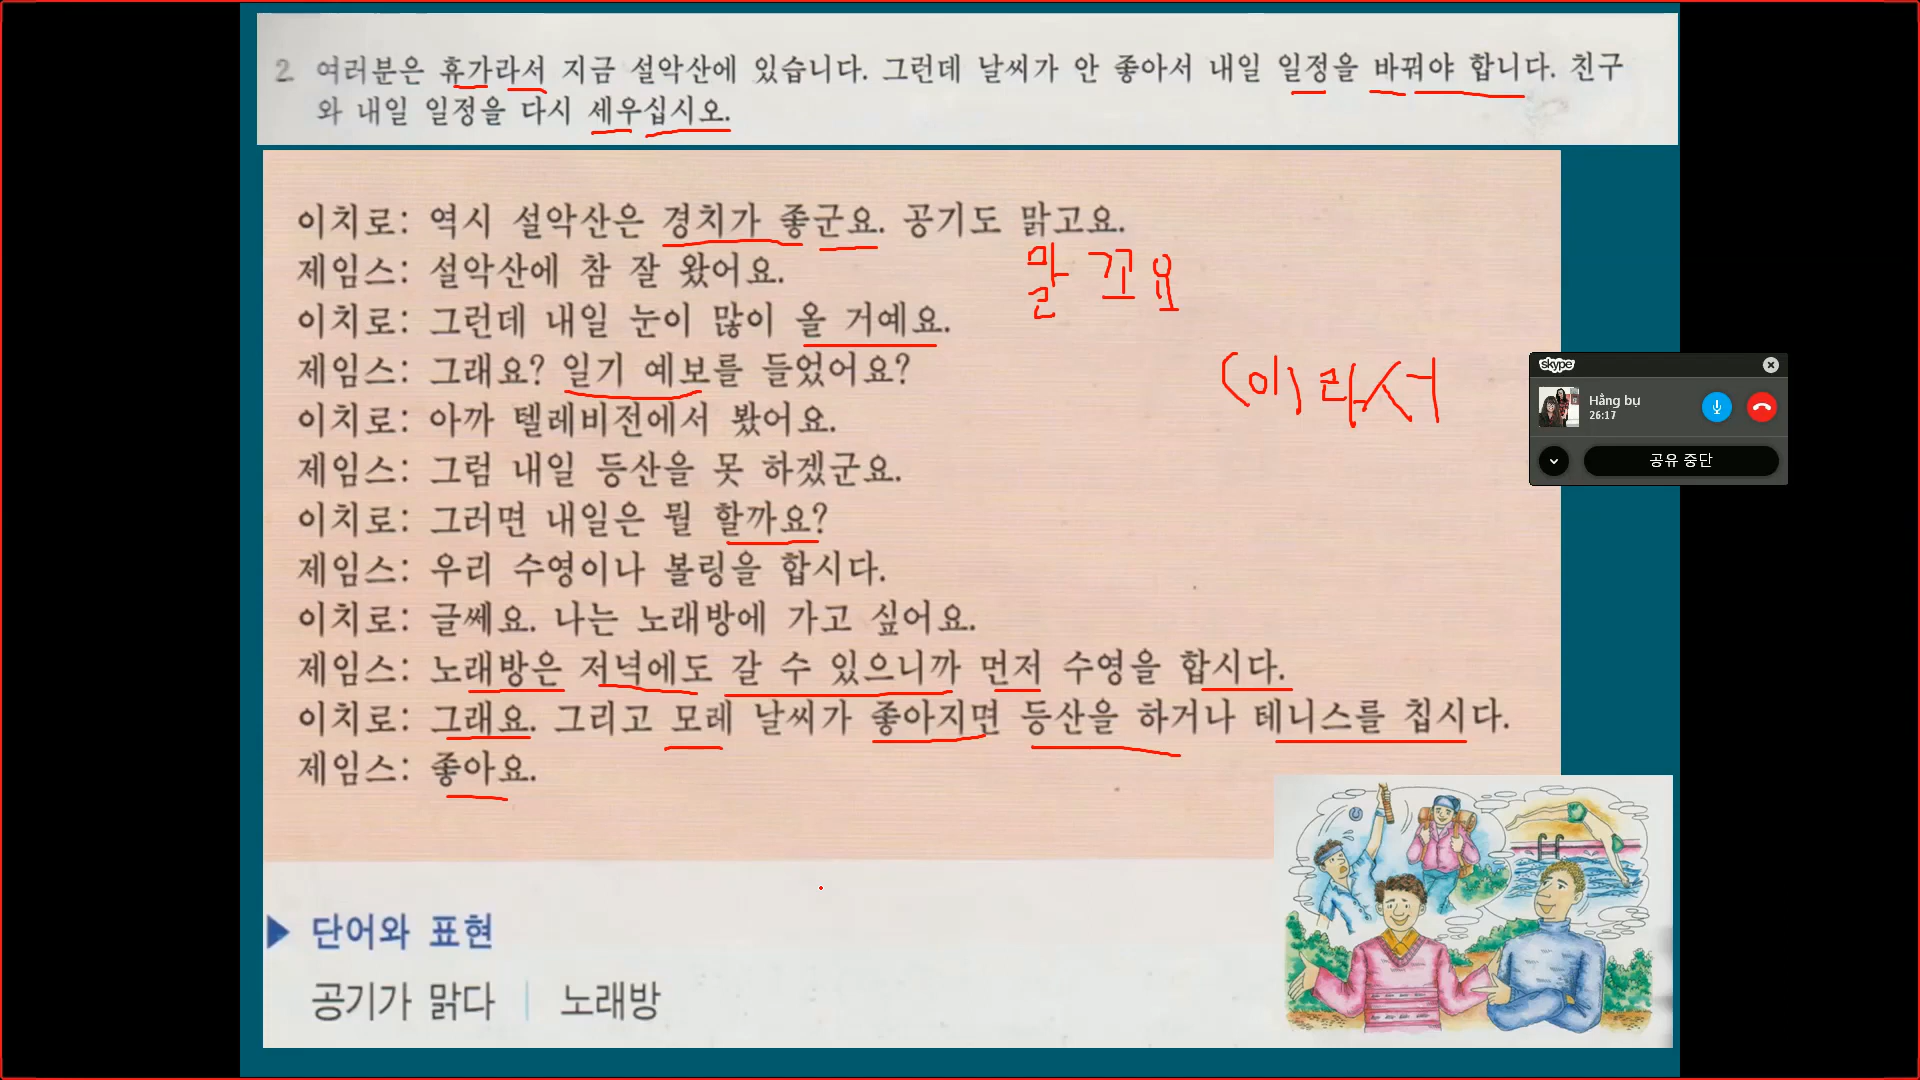 2 여러분은 휴가라서 지금 설악산에 있습니다. 그런데 날씨가 안 좋아서 내일 일정을 바꿔야 합니다. 친구
와 내일 일정을 다시 세우십시오.
이치로: 역시 설악산은 경치가 좋군요. 공기도 맑고요.
말꼬요
제임스: 설악산에 참 잘 왔어요.
이치로: 그런데 내일 눈이 많이 올 거예요.
제임스: 그래요? 일기 예보를 들었어요?
(이)라서
이치로: 아까 텔레비전에서 봤어요.
제임스: 그럼 내일 등산을 못 하겠군요.
이치로: 그러면 내일은 뭘 할까요?
제임스: 우리 수영이나 볼링을 합시다.
이치로: 글쎄요. 나는 노래방에 가고 싶어요.
제임스: 노래방은 저녁에도 갈 수 있으니까 먼저 수영을 합시다.
이치로: 그래요. 그리고 모레 날씨가 좋아지면 등산을 하거나 테니스를 칩시다.
제임스: 좋아요.
단어와 표현
공기가 맑다 | 노래방
skype
Hằng bụ
26:17
공유 중단